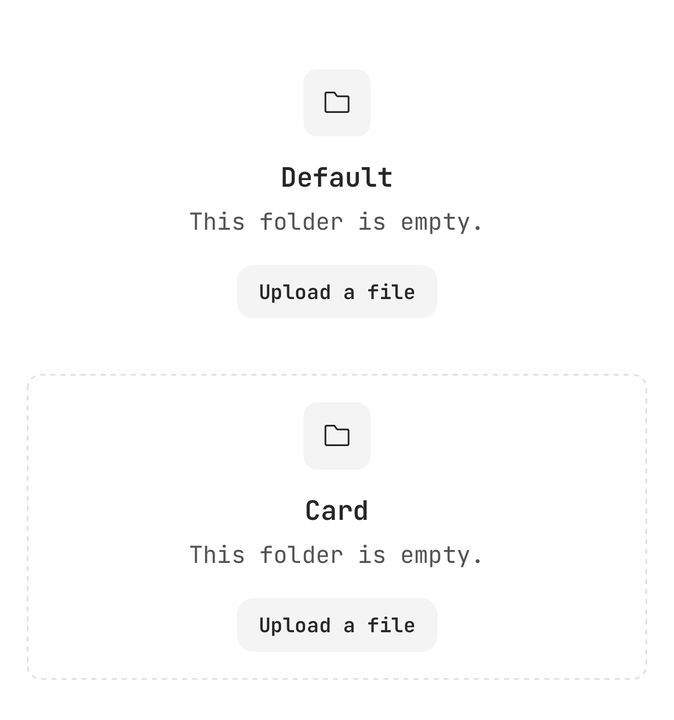 Default
This folder is empty.
Upload a file
Card
This folder is empty.
Upload a file